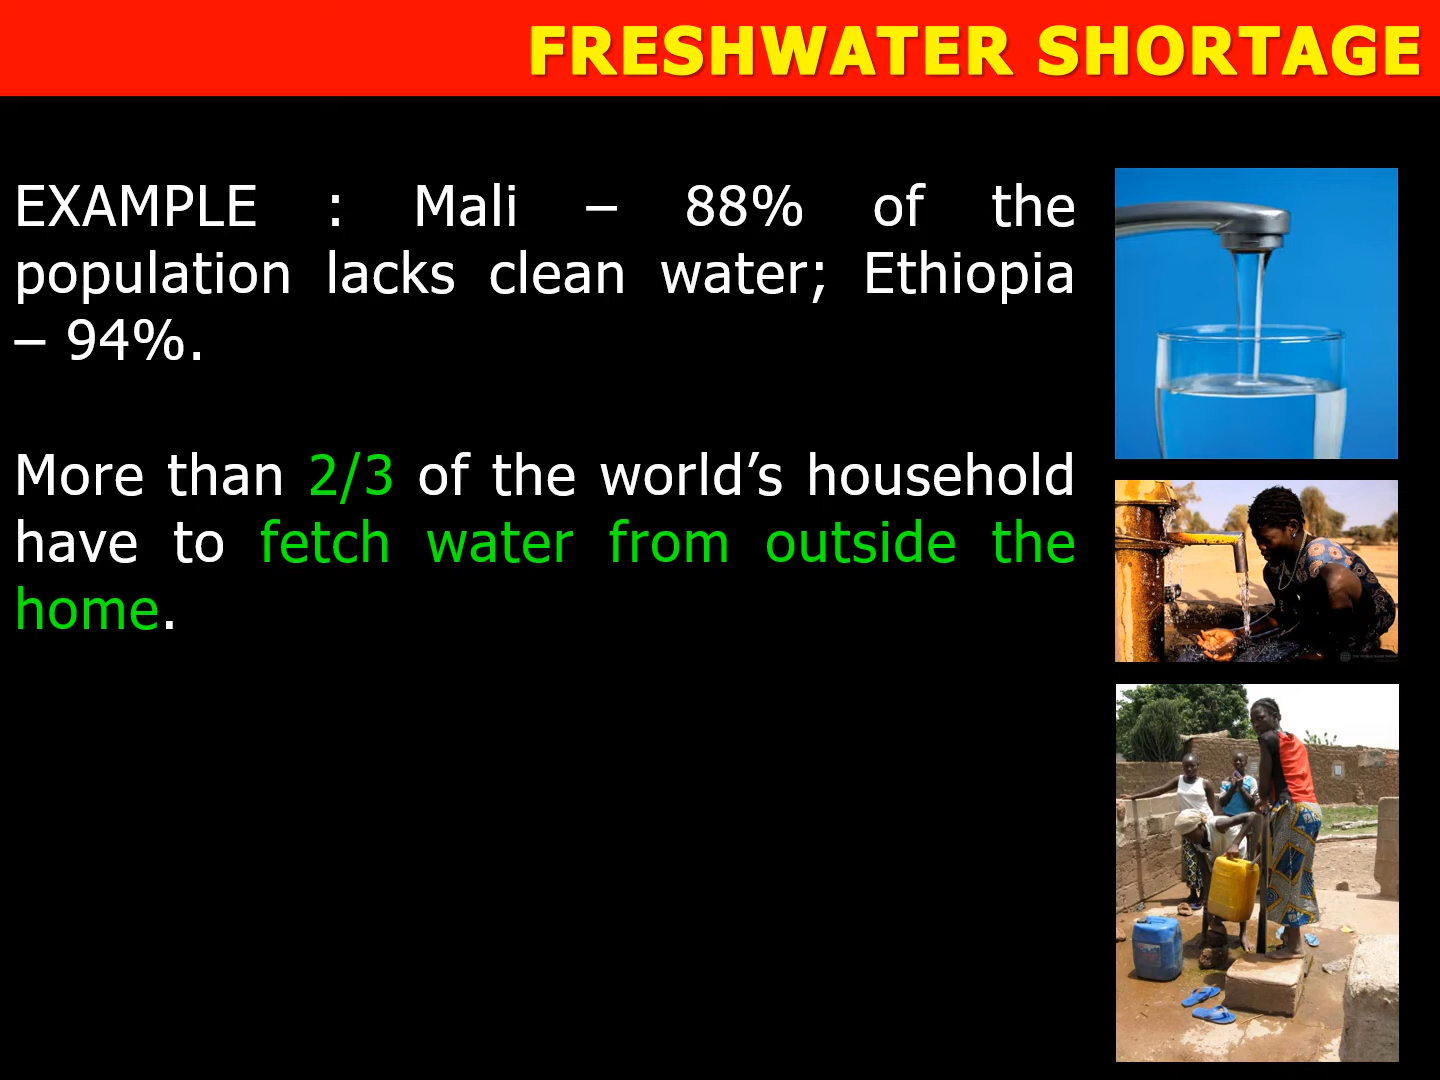 FRESHWATER SHORTAGE
EXAMPLE : Mali – 88% of the
population lacks clean water; Ethiopia
– 94%.
More than 2/3 of the world’s household
have to fetch water from outside the
home.